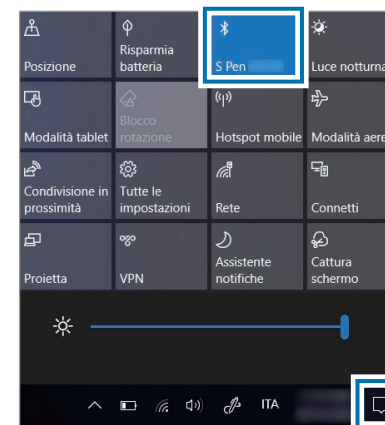 Posizione
Risparmia
batteria
S Pen
Luce notturna
Modalità tablet
Blocco
rotazione
Hotspot mobile
Modalità aere
Condivisione in
prossimità
Tutte le
impostazioni
Rete
Connetti
Proietta
VPN
Assistente
notifiche
Cattura
schermo
ITA